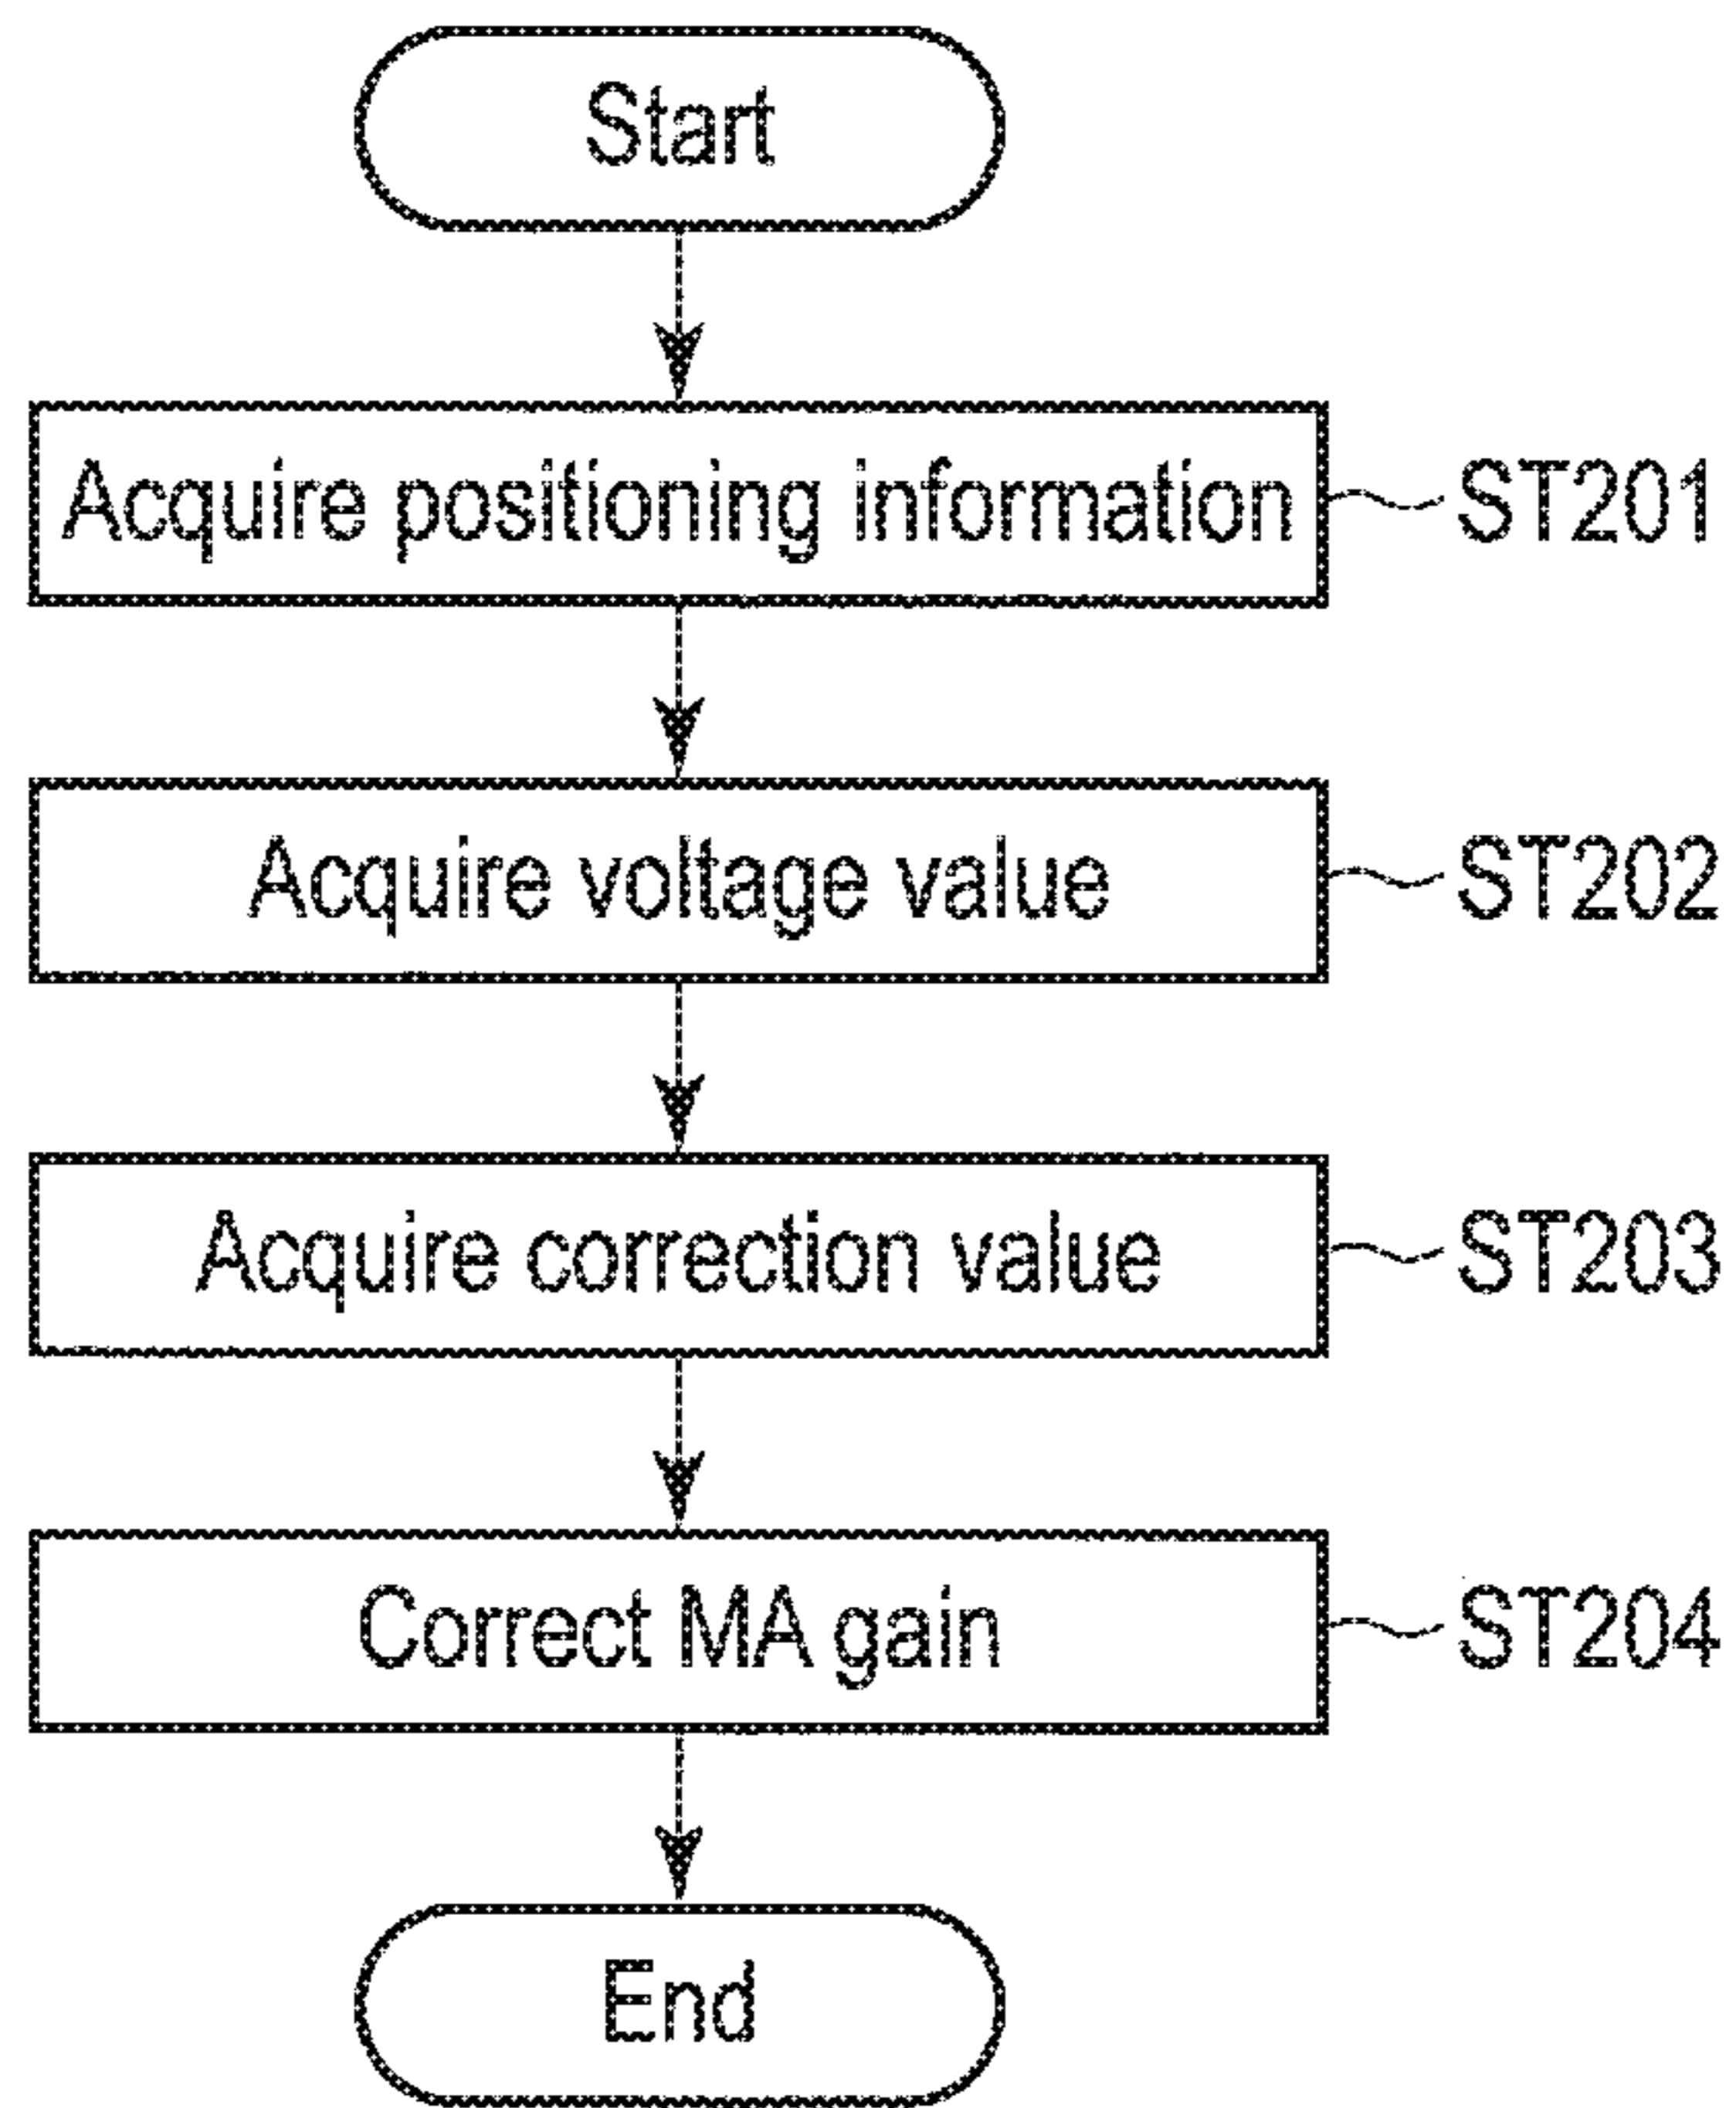 Start
Acquire positioning information ST201
Acquire voltage value ST202
Acquire correction value ST203
Correct MA gain ST204
End